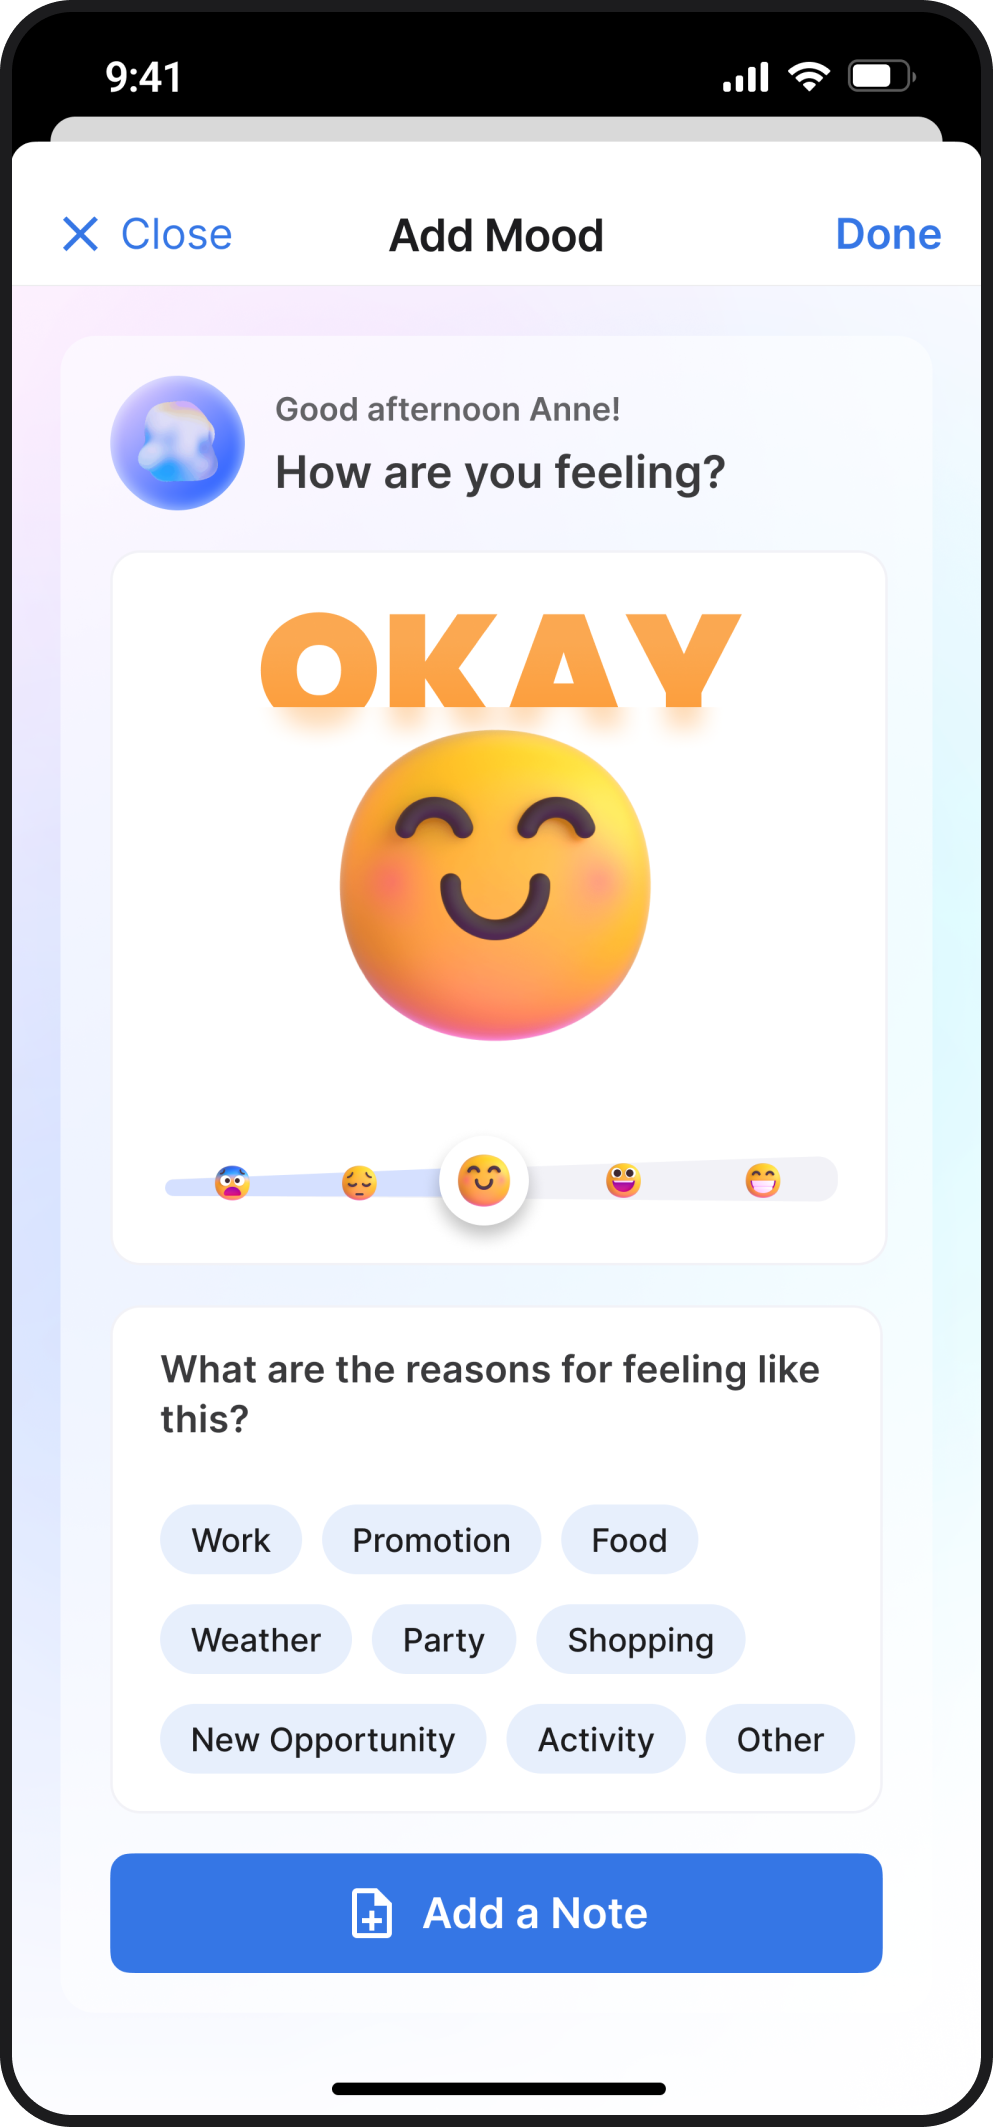 9:41
Close
Add Mood
Done
Good afternoon Anne!
How are you feeling?
OKAY
What are the reasons for feeling like
this?
Work
Promotion
Food
Weather
Party
Shopping
New Opportunity
Activity
Other
Add a Note